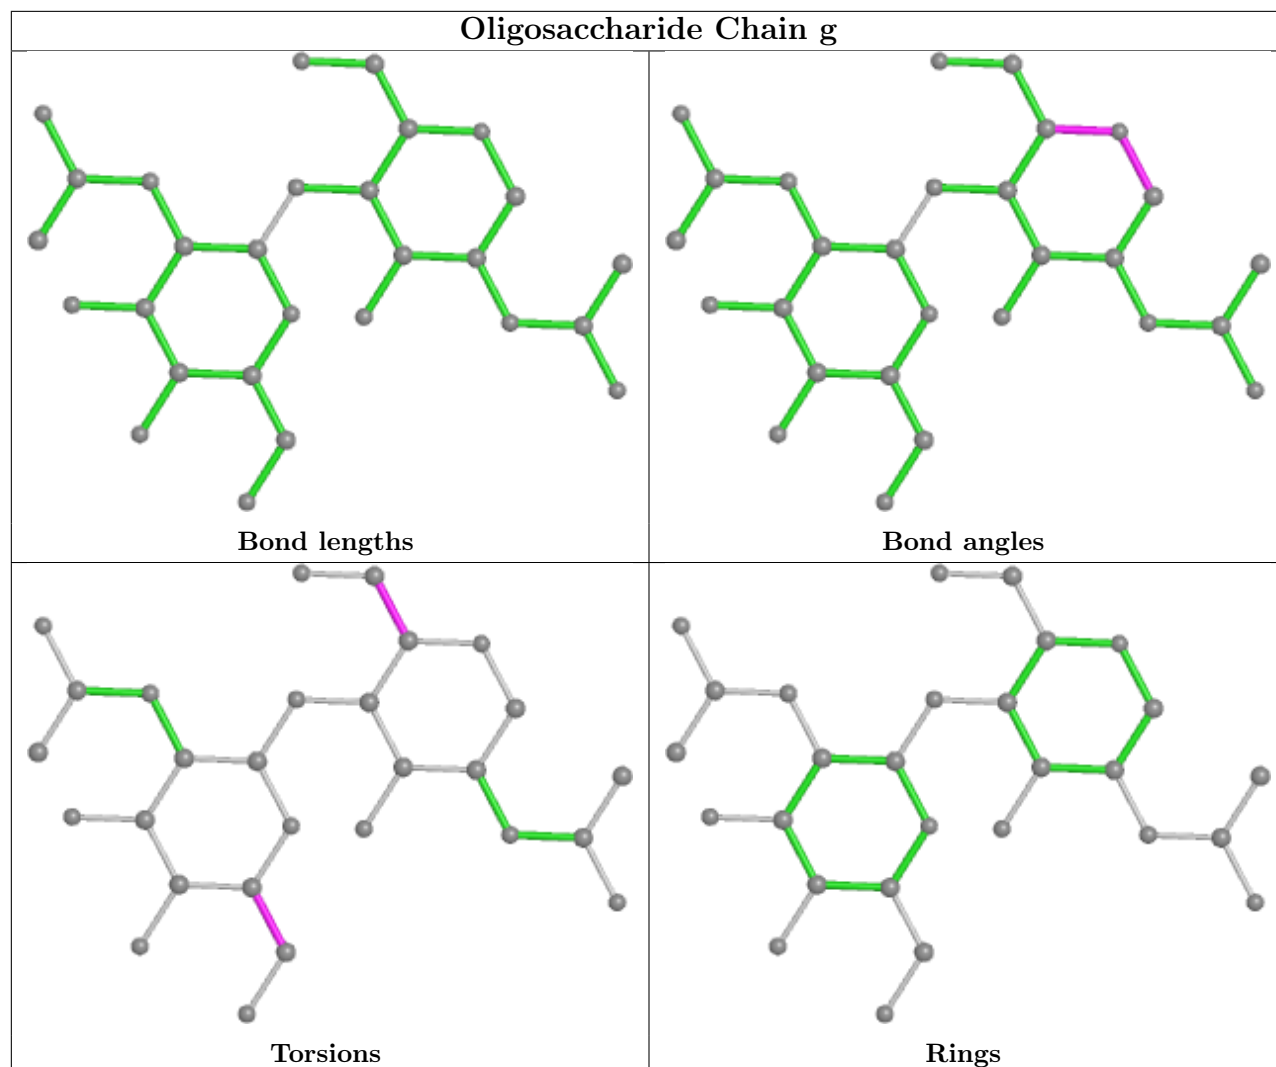 Oligosaccharide Chain g
Bond lengths
Bond angles
Torsions
Rings